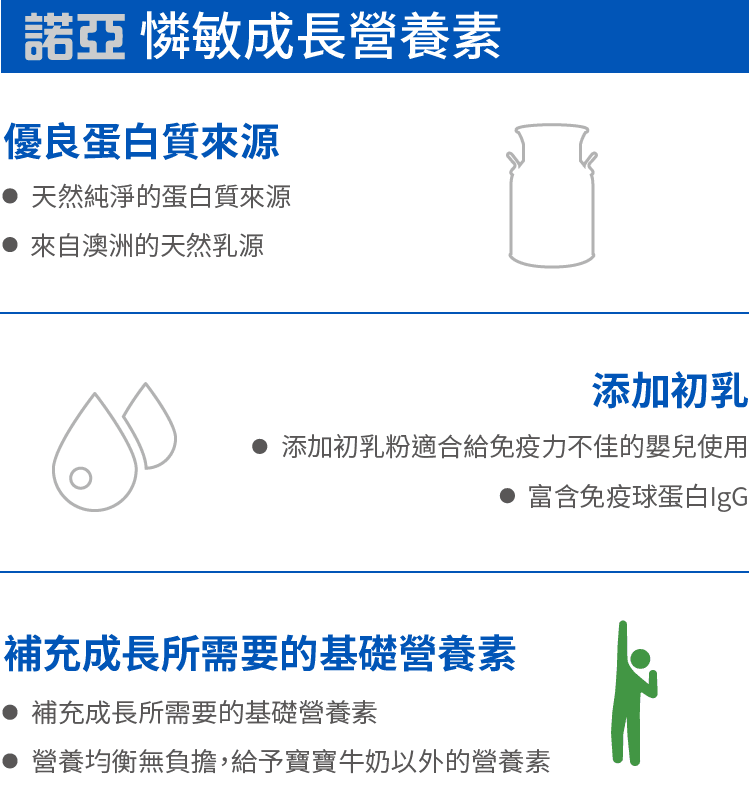 諾亞 憐敏成長營養素
優良蛋白質來源
● 天然純淨的蛋白質來源
● 來自澳洲的天然乳源
添加初乳
● 添加初乳粉適合給免疫力不佳的嬰兒使用
● 富含免疫球蛋白IgG
補充成長所需要的基礎營養素
● 補充成長所需要的基礎營養素
● 營養均衡無負擔，給予寶寶牛奶以外的營養素